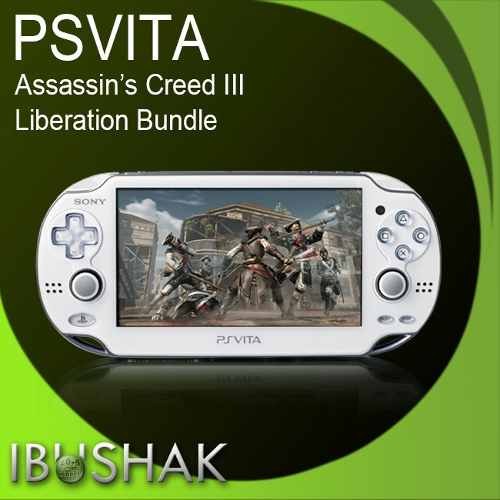 PSVITA
Assassin's Creed III
Liberation Bundle
SONY
PSVITA
IBUSHAK